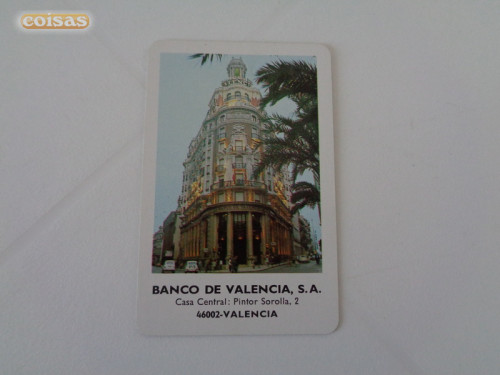 coisas
BANCO DE VALENCIA, S.A.
Casa Central: Pintor Sorolla, 2
46002-VALENCIA